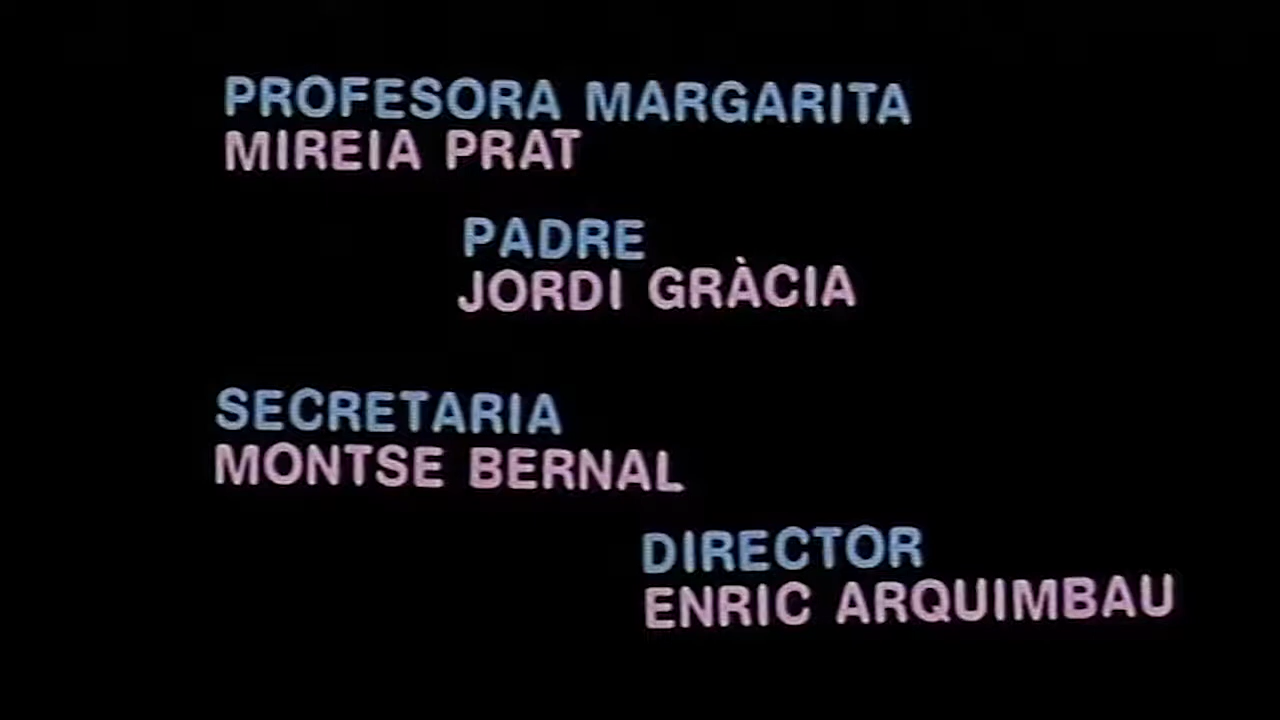 PROFESORA MARGARITA
MIREIA PRAT
PADRE
JORDI GRÀCIA
SECRETARIA
MONTSE BERNAL
DIRECTOR
ENRIC ARQUIMBAU